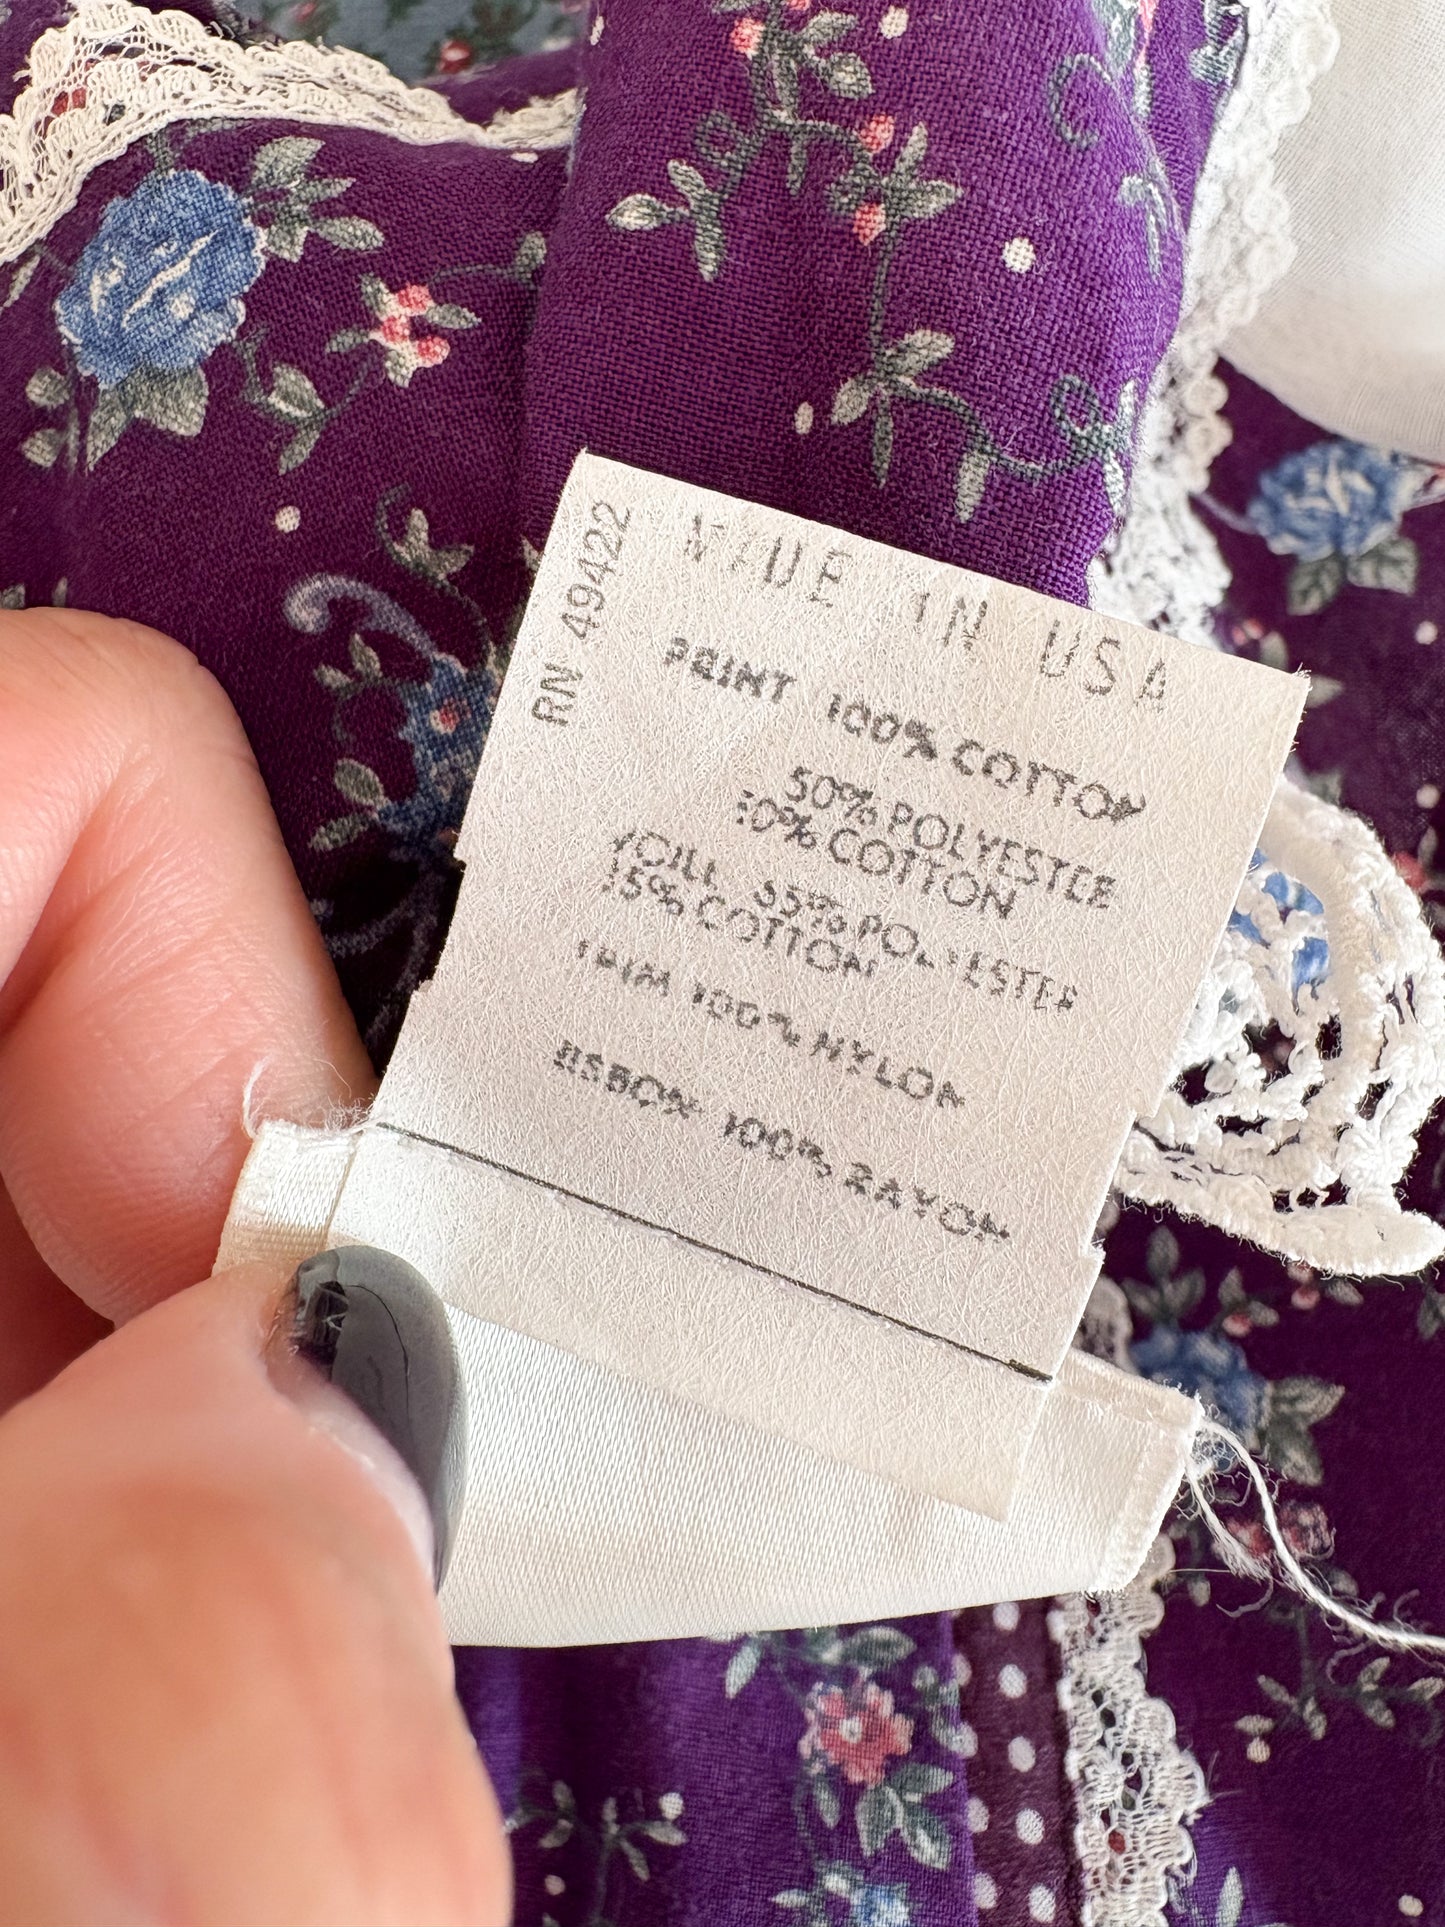 RN 49422
MADE IN USA
PRINT 100% COTTON
50% POLYESTER
50% COTTON
65% POLYESTER
35% COTTON
TRIM 100% NYLON
RIBBON 100% RAYON